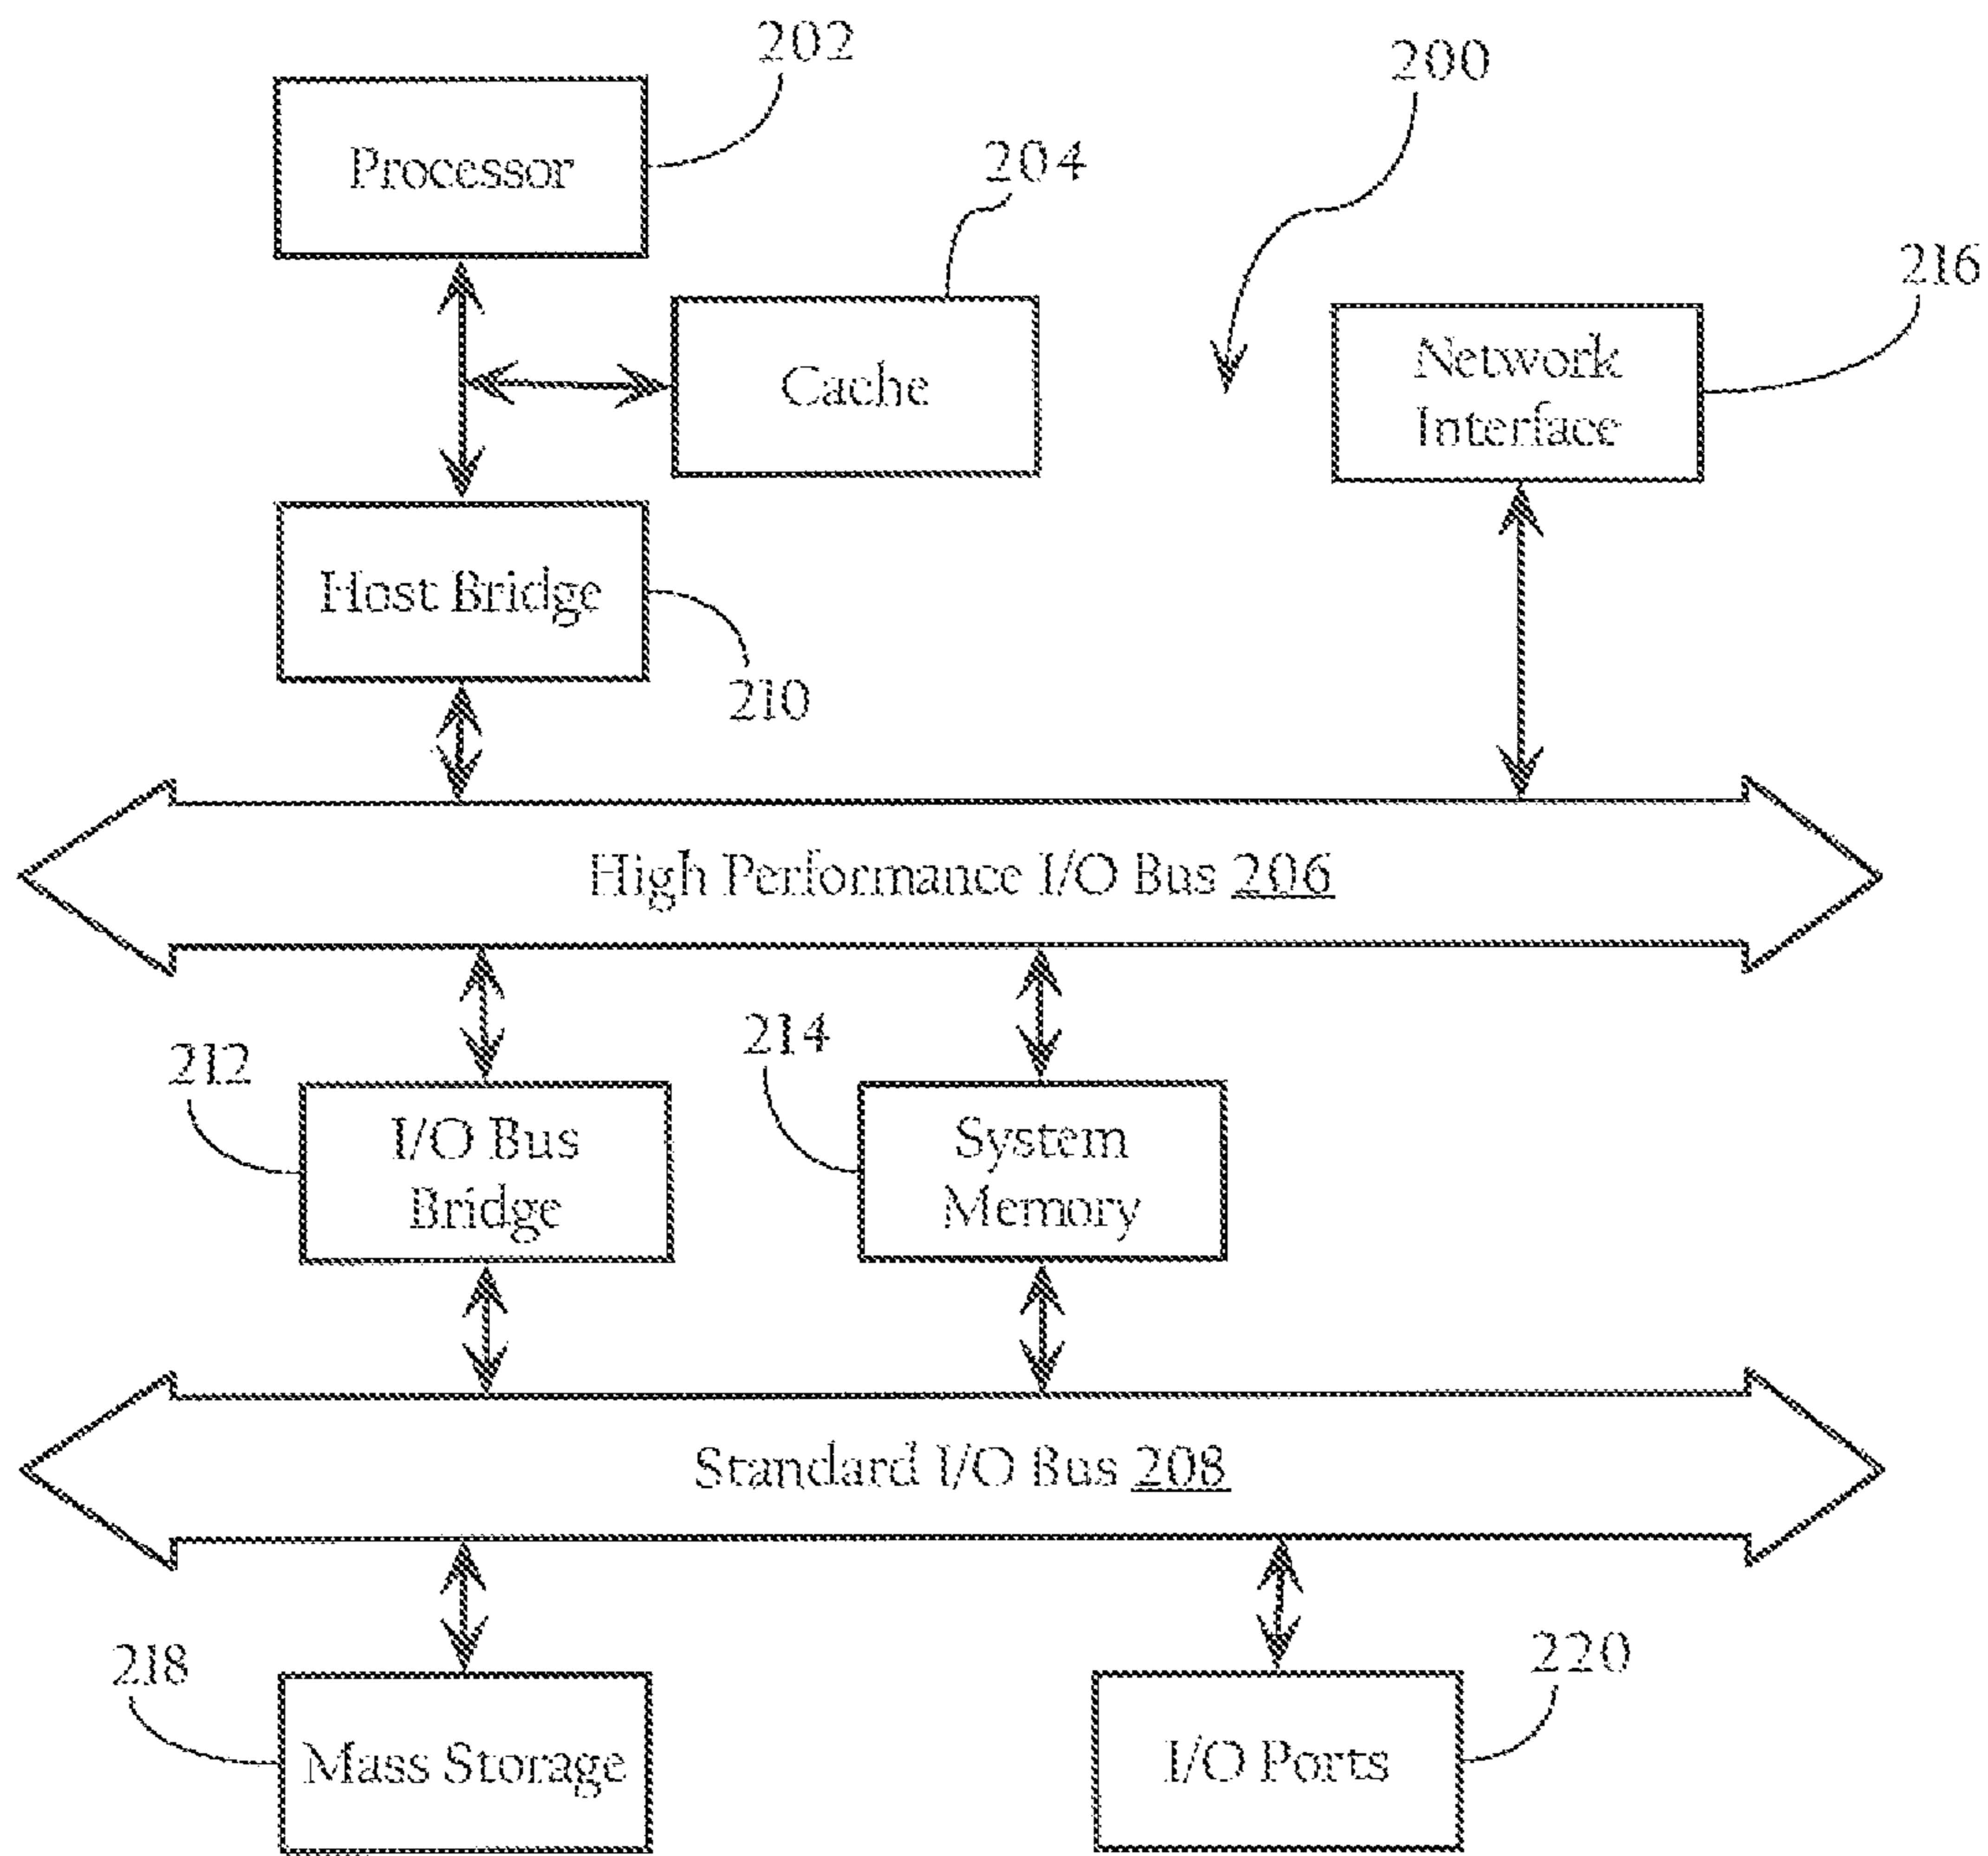 202
200
Processor
204
216
Network
Interface
Cache
Host Bridge
210
High Performance I/O Bus 206
212
214
I/O Bus
Bridge
System
Memory
Standard I/O Bus 208
218
220
Mass Storage
I/O Ports